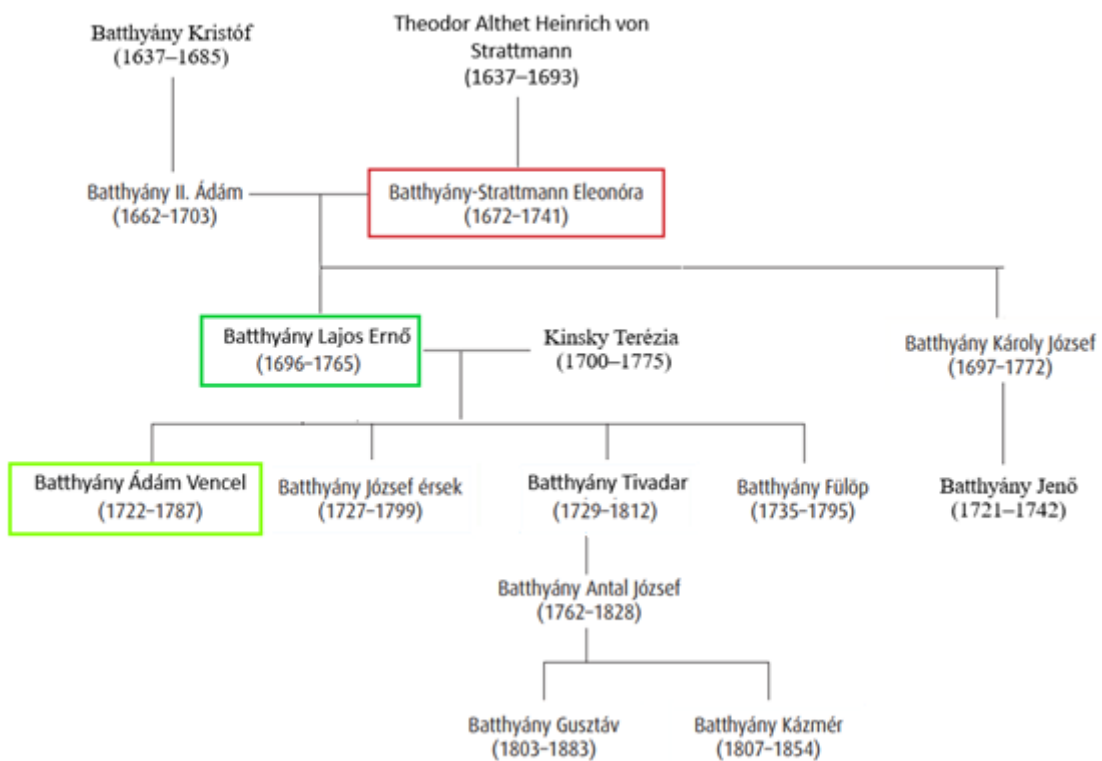 Batthyány Kristóf
(1637–1685)
Theodor Althet Heinrich von
Strattmann
(1637–1693)
Batthyány II. Ádám
(1662–1703)
Batthyány-Strattmann Eleonóra
(1672–1741)
Batthyány Lajos Ernő
(1696–1765)
Kinsky Terézia
(1700–1775)
Batthyány Károly József
(1697–1772)
Batthyány Ádám Vencel
(1722–1787)
Batthyány József érsek
(1727–1799)
Batthyány Tivadar
(1729–1812)
Batthyány Fülöp
(1735–1795)
Batthyány Jenő
(1721–1742)
Batthyány Antal József
(1762–1828)
Batthyány Gusztáv
(1803–1883)
Batthyány Kázmér
(1807–1854)